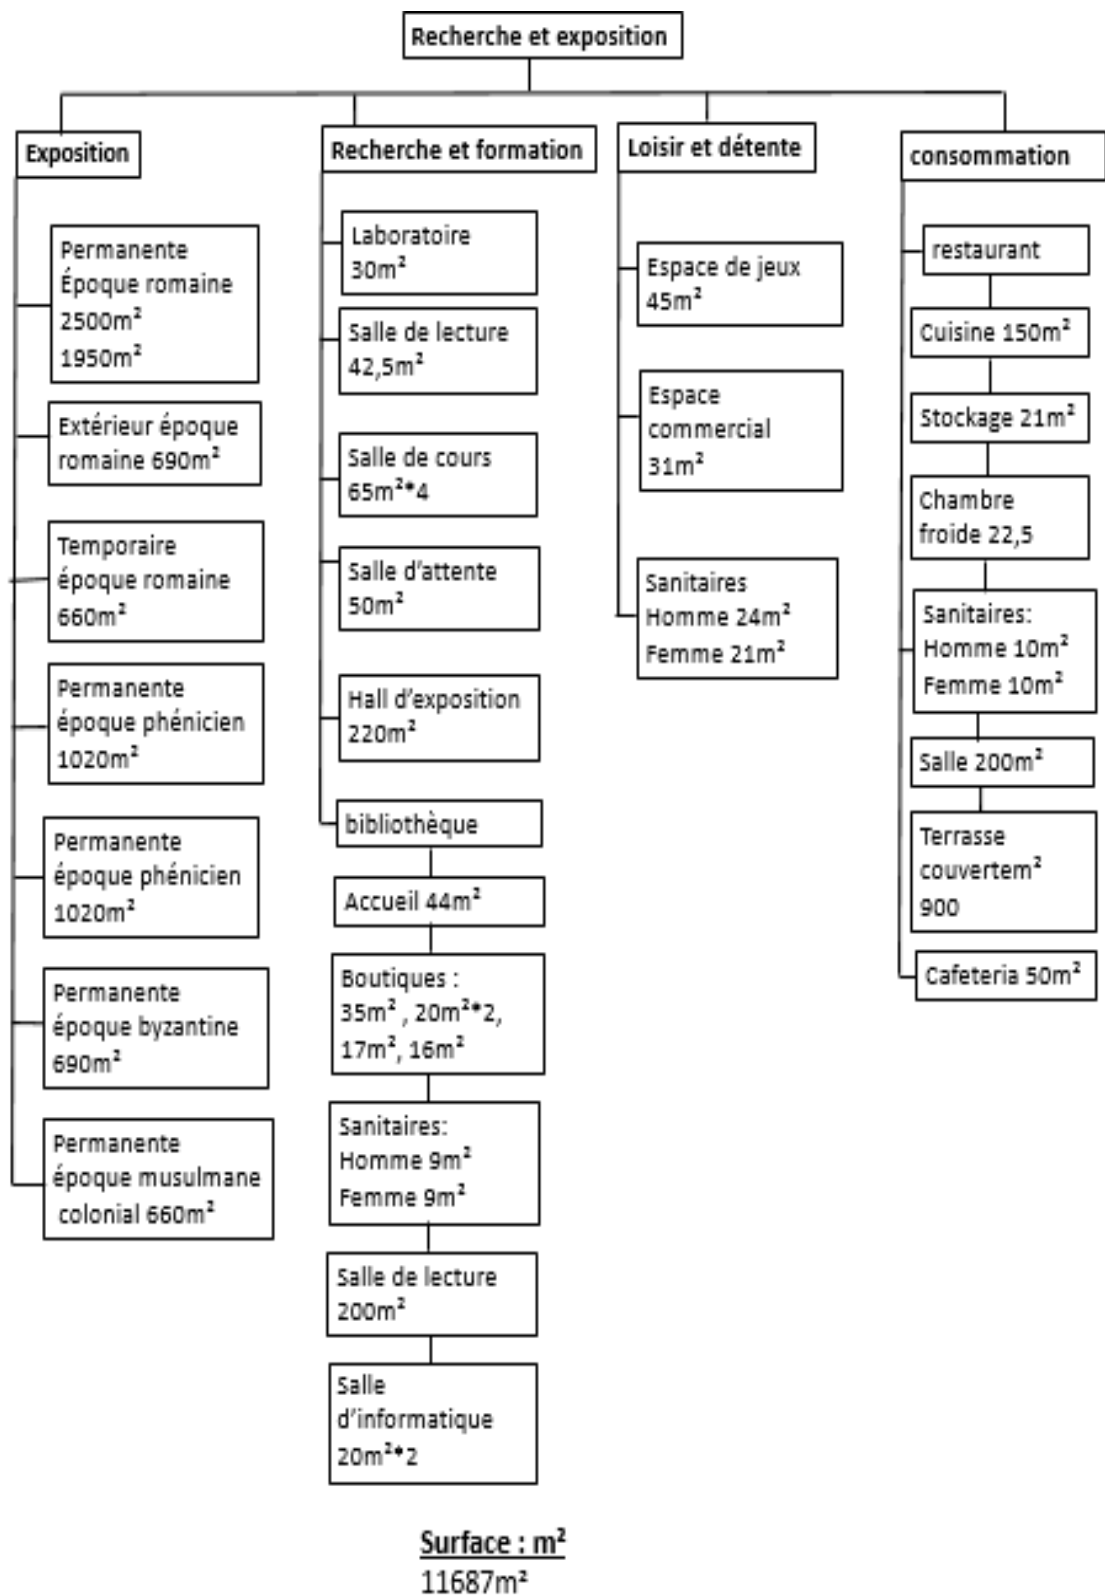 Recherche et exposition
Exposition
Permanente
Époque romaine
2500m²
1950m²
Extérieur époque
romaine 690m²
Temporaire
époque romaine
660m²
Permanente
époque phénicien
1020m²
Permanente
époque phénicien
1020m²
Permanente
époque byzantine
690m²
Permanente
époque musulmane
colonial 660m²
Recherche et formation
Laboratoire
30m²
Salle de lecture
42,5m²
Salle de cours
65m²*4
Salle d'attente
50m²
Hall d'exposition
220m²
bibliothèque
Accueil 44m²
Boutiques :
35m² , 20m²*2,
17m², 16m²
Sanitaires:
Homme 9m²
Femme 9m²
Salle de lecture
200m²
Salle
d'informatique
20m²*2
Loisir et détente
Espace de jeux
45m²
Espace
commercial
31m²
Sanitaires
Homme 24m²
Femme 21m²
consommation
restaurant
Cuisine 150m²
Stockage 21m²
Chambre
froide 22,5
Sanitaires:
Homme 10m²
Femme 10m²
Salle 200m²
Terrasse
couvertem²
900
Cafeteria 50m²
Surface : m²
11687m²